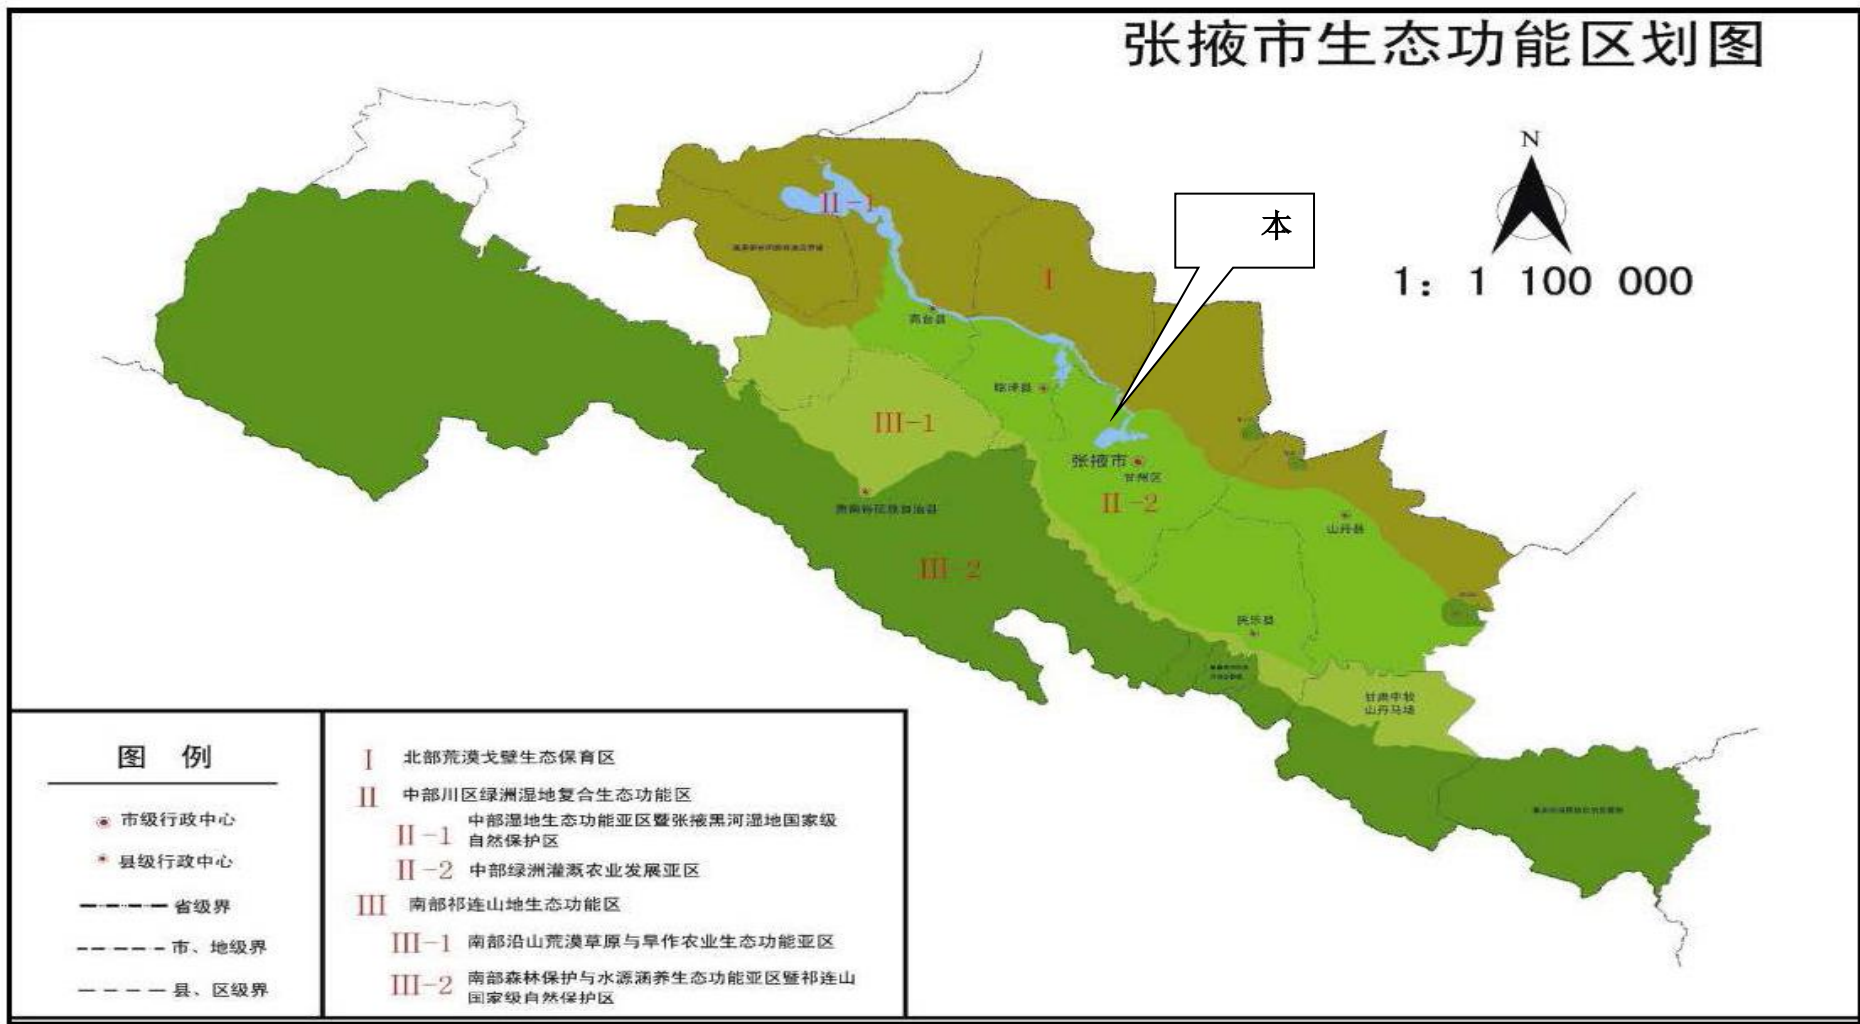 张掖市生态功能区划图
N
1：1 100 000
本
II-1
I
高台县
临泽县
III-1
张掖市
甘州区
II-2
肃南裕固族自治县
山丹县
III-2
民乐县
甘肃中牧
山丹马场
图 例
市级行政中心
县级行政中心
省级界
市、地级界
县、区级界
I 北部荒漠戈壁生态保育区
II 中部川区绿洲湿地复合生态功能区
II-1 中部湿地生态功能亚区暨张掖黑河湿地国家级
自然保护区
II-2 中部绿洲灌溉农业发展亚区
III 南部祁连山地生态功能区
III-1 南部沿山荒漠草原与旱作农业生态功能亚区
III-2 南部森林保护与水源涵养生态功能亚区暨祁连山
国家级自然保护区